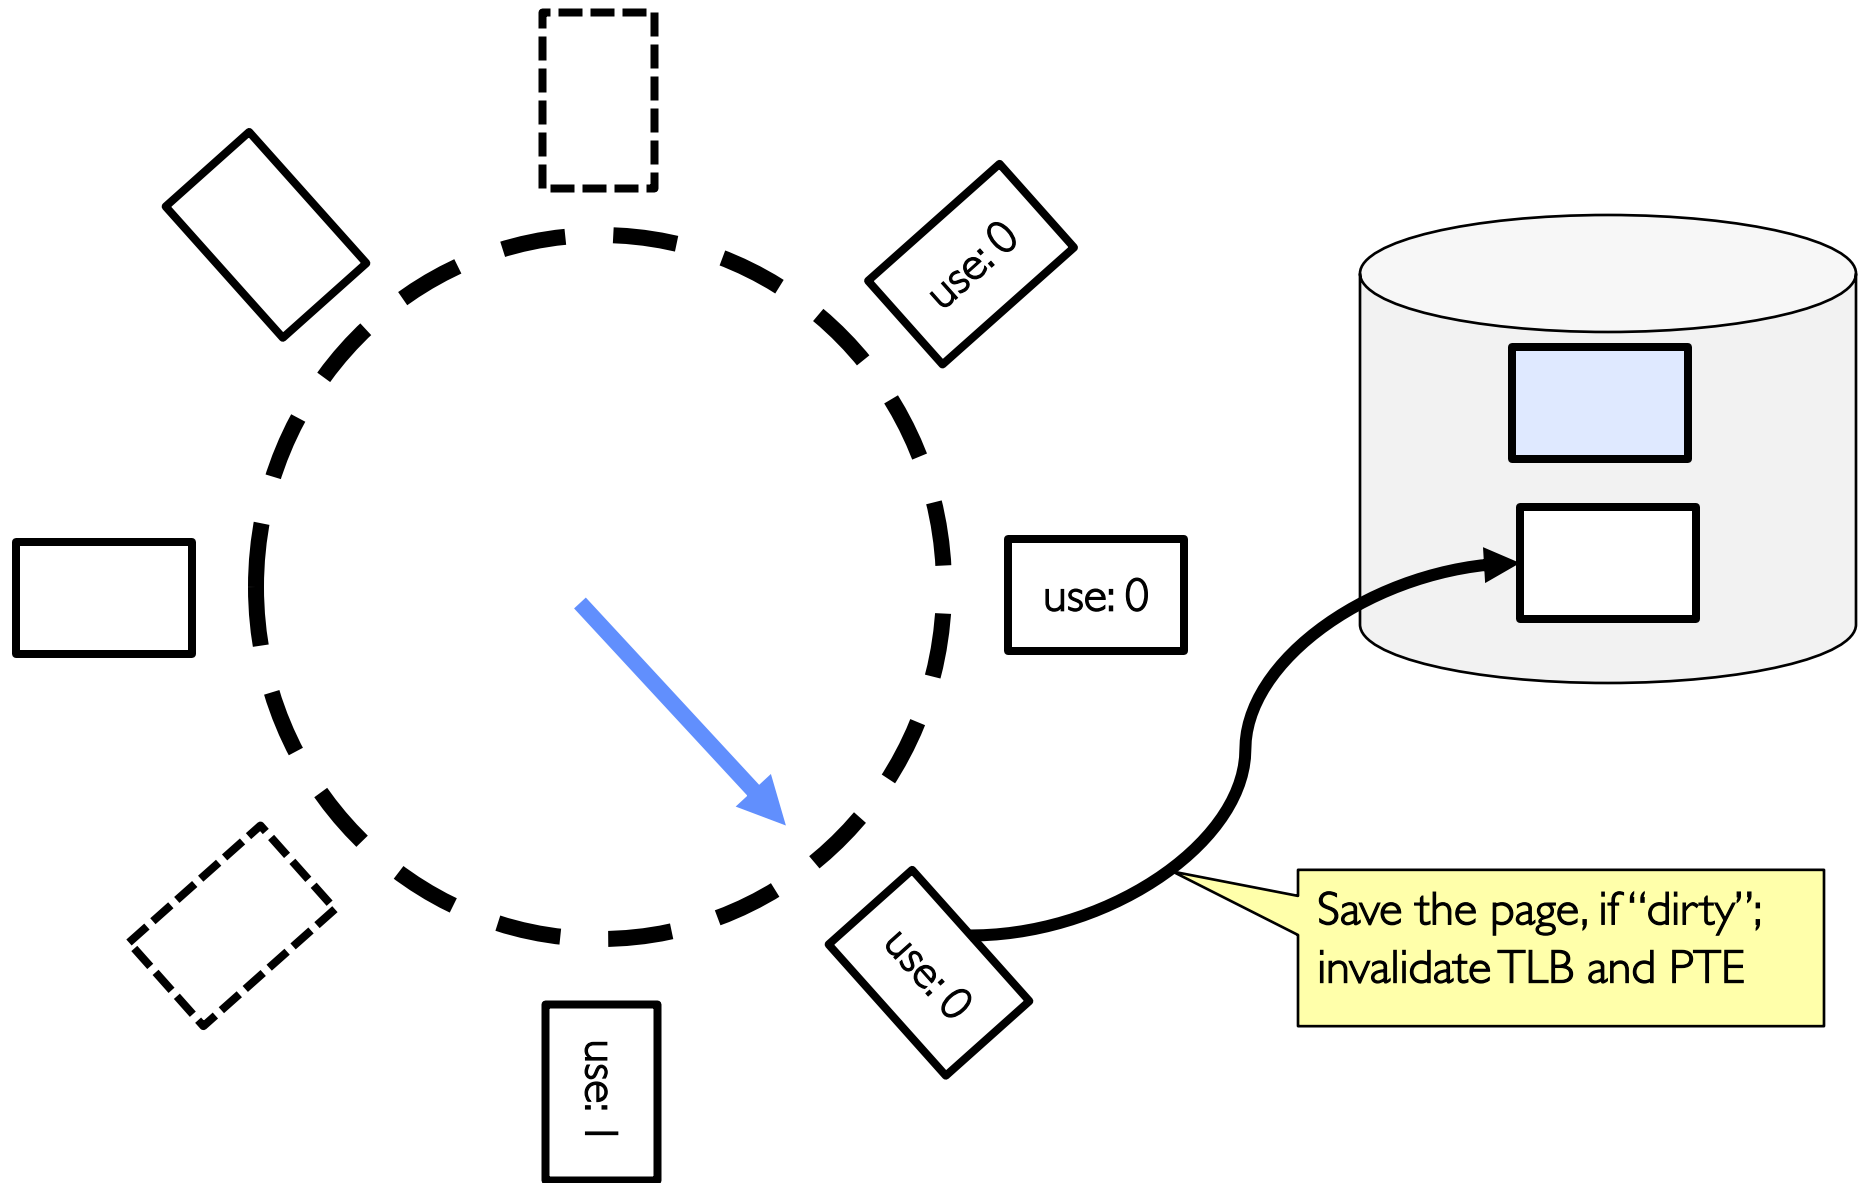 use: 0
use: 0
use: 0
use: 1
Save the page, if “dirty”;
invalidate TLB and PTE